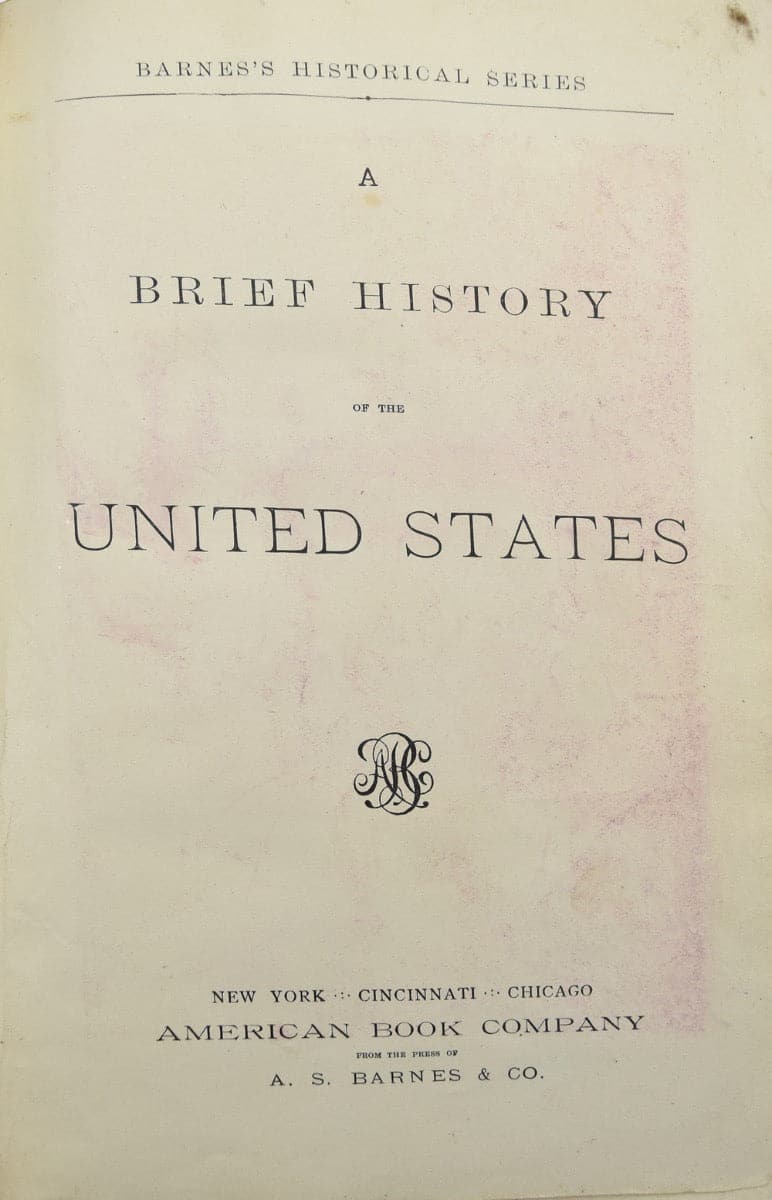 BARNES'S HISTORICAL SERIES
A
BRIEF HISTORY
OF THE
UNITED STATES
ABC
NEW YORK ·:· CINCINNATI ·:· CHICAGO
AMERICAN BOOK COMPANY
FROM THE PRESS OF
A. S. BARNES & CO.